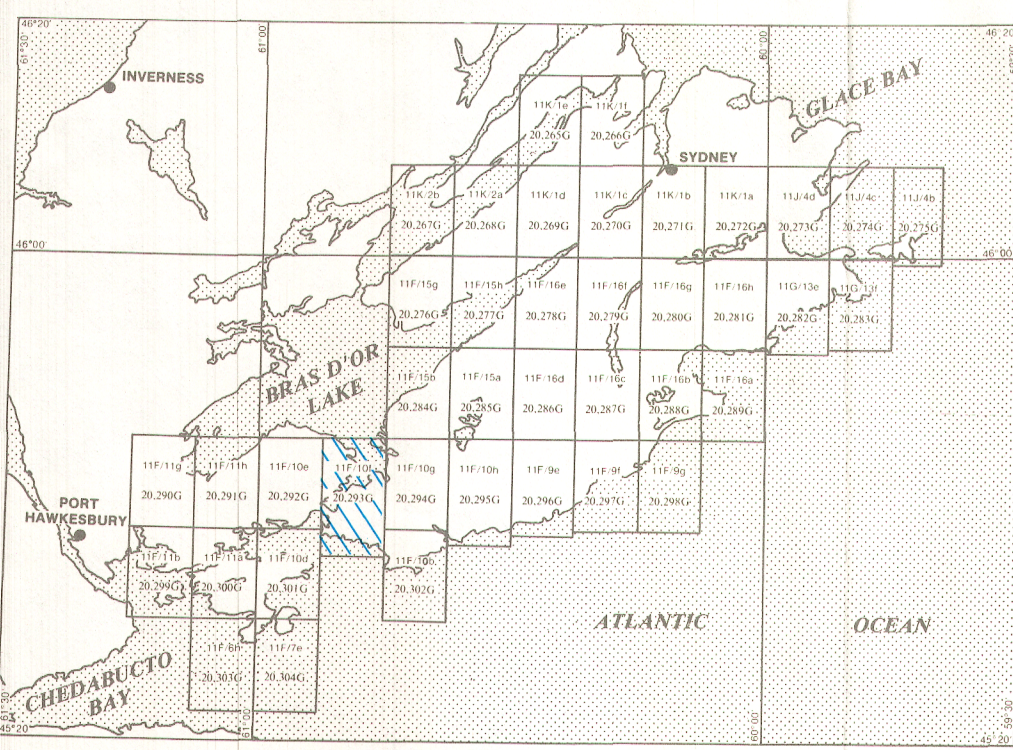 46°20'
61°30'
61°00'
60°00'
46°20'
INVERNESS
GLACE BAY
11K/1e
11K/1f
20,265G
20,266G
SYDNEY
11K/2b
11K/2a
11K/1d
11K/1c
11K/1b
11K/1a
11J/4d
11J/4c
11J/4b
20,267G
20,268G
20,269G
20,270G
20,271G
20,272G
20,273G
20,274G
20,275G
46°00'
46°00'
11F/15g
11F/15h
11F/16e
11F/16f
11F/16g
11F/16h
11G/13e
11G/13f
20,276G
20,277G
20,278G
20,279G
20,280G
20,281G
20,282G
20,283G
BRAS D'OR
LAKE
11F/15b
11F/15a
11F/16d
11F/16c
11F/16b
11F/16a
20,284G
20,285G
20,286G
20,287G
20,288G
20,289G
11F/11g
11F/11h
11F/10e
11F/10f
11F/10g
11F/10h
11F/9e
11F/9f
11F/9g
20,290G
20,291G
20,292G
20,293G
20,294G
20,295G
20,296G
20,297G
20,298G
PORT
HAWKESBURY
11F/11b
11F/11a
11F/10d
11F/10b
20,299G
20,300G
20,301G
20,302G
ATLANTIC
OCEAN
11F/6h
11F/7e
20,303G
20,304G
CHEDABUCTO
BAY
61°30'
45°20'
61°00'
60°00'
59°30'
45°20'